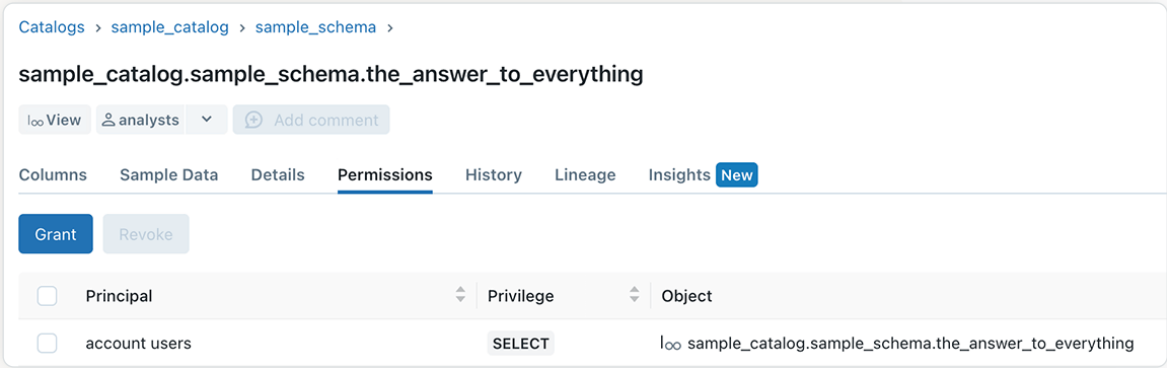 Catalogs > sample_catalog > sample_schema >
sample_catalog.sample_schema.the_answer_to_everything
View analysts Add comment
Columns Sample Data Details Permissions History Lineage Insights New
Grant Revoke
Principal Privilege Object
account users SELECT sample_catalog.sample_schema.the_answer_to_everything